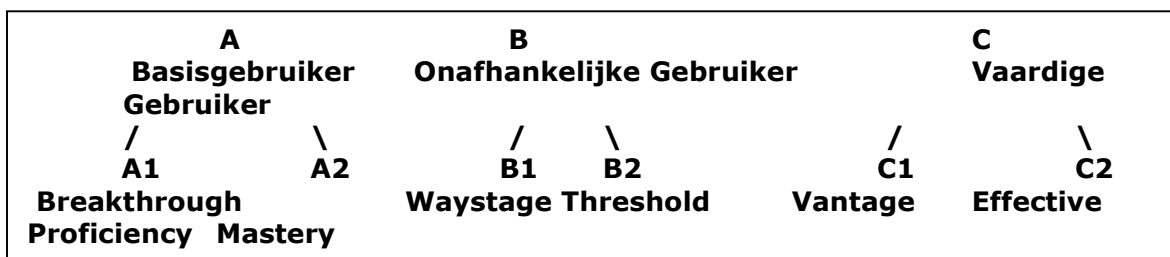 A B C
Basisgebruiker Onafhankelijke Gebruiker Vaardige
Gebruiker
/ \ / \ / \
A1 A2 B1 B2 C1 C2
Breakthrough Waystage Threshold Vantage Effective
Proficiency Mastery